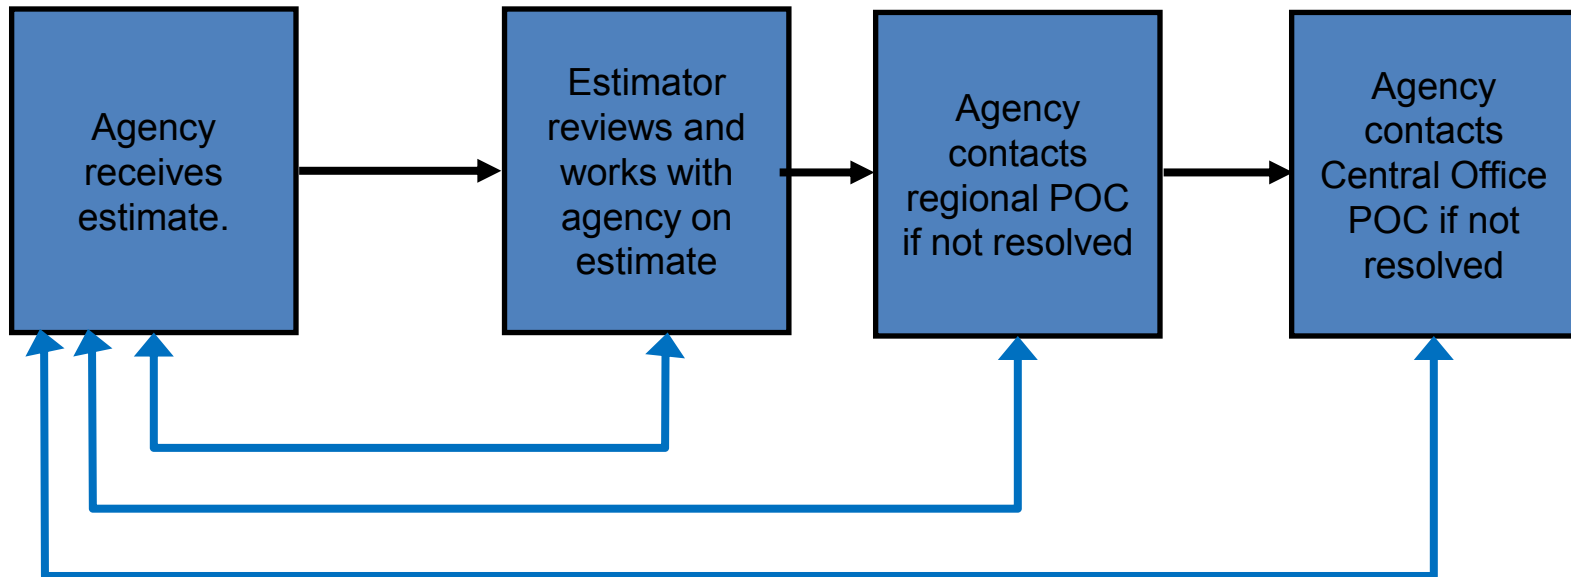 Agency
receives
estimate.
Estimator
reviews and
works with
agency on
estimate
Agency
contacts
regional POC
if not resolved
Agency
contacts
Central Office
POC if not
resolved